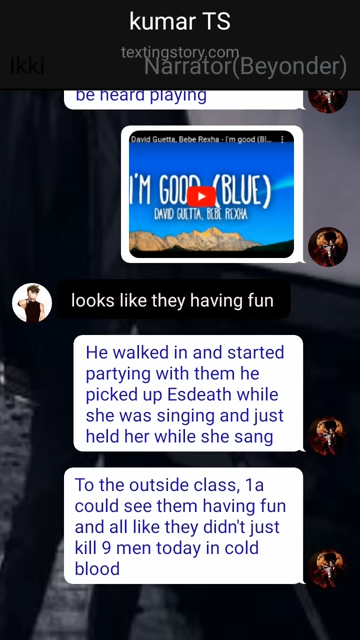 kumar TS
textingstory.com
Ikki
Narrator(Beyonder)
be heard playing
David Guetta, Bebe Rexha - I'm good (Bl...
I'M GOOD (BLUE)
DAVID GUETTA, BEBE REXHA
looks like they having fun
He walked in and started
partying with them he
picked up Esdeath while
she was singing and just
held her while she sang
To the outside class, 1a
could see them having fun
and all like they didn't just
kill 9 men today in cold
blood